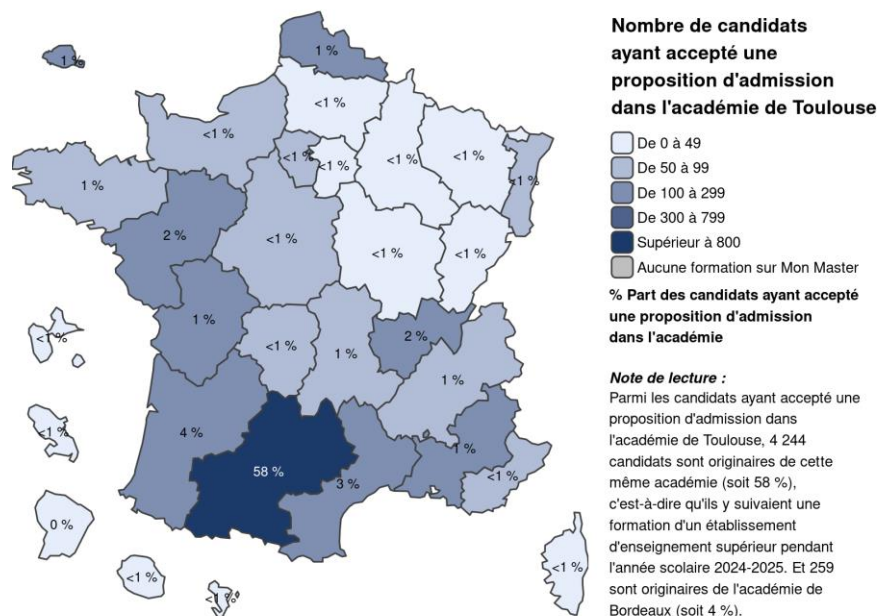 Nombre de candidats
ayant accepté une
proposition d'admission
dans l'académie de Toulouse
De 0 à 49
De 50 à 99
De 100 à 299
De 300 à 799
Supérieur à 800
Aucune formation sur Mon Master
% Part des candidats ayant accepté
une proposition d'admission
dans l'académie
Note de lecture :
Parmi les candidats ayant accepté une
proposition d'admission dans
l'académie de Toulouse, 4 244
candidats sont originaires de cette
même académie (soit 58 %),
c'est-à-dire qu'ils y suivaient une
formation d'un établissement
d'enseignement supérieur pendant
l'année scolaire 2024-2025. Et 259
sont originaires de l'académie de
Bordeaux (soit 4 %).
1 %
1 %
<1 %
<1 %
<1 %
<1 %
<1 %
<1 %
<1 %
1 %
2 %
<1 %
<1 %
<1 %
1 %
<1 %
1 %
2 %
1 %
<1 %
4 %
58 %
3 %
1 %
<1 %
<1 %
0 %
<1 %
<1 %
<1 %